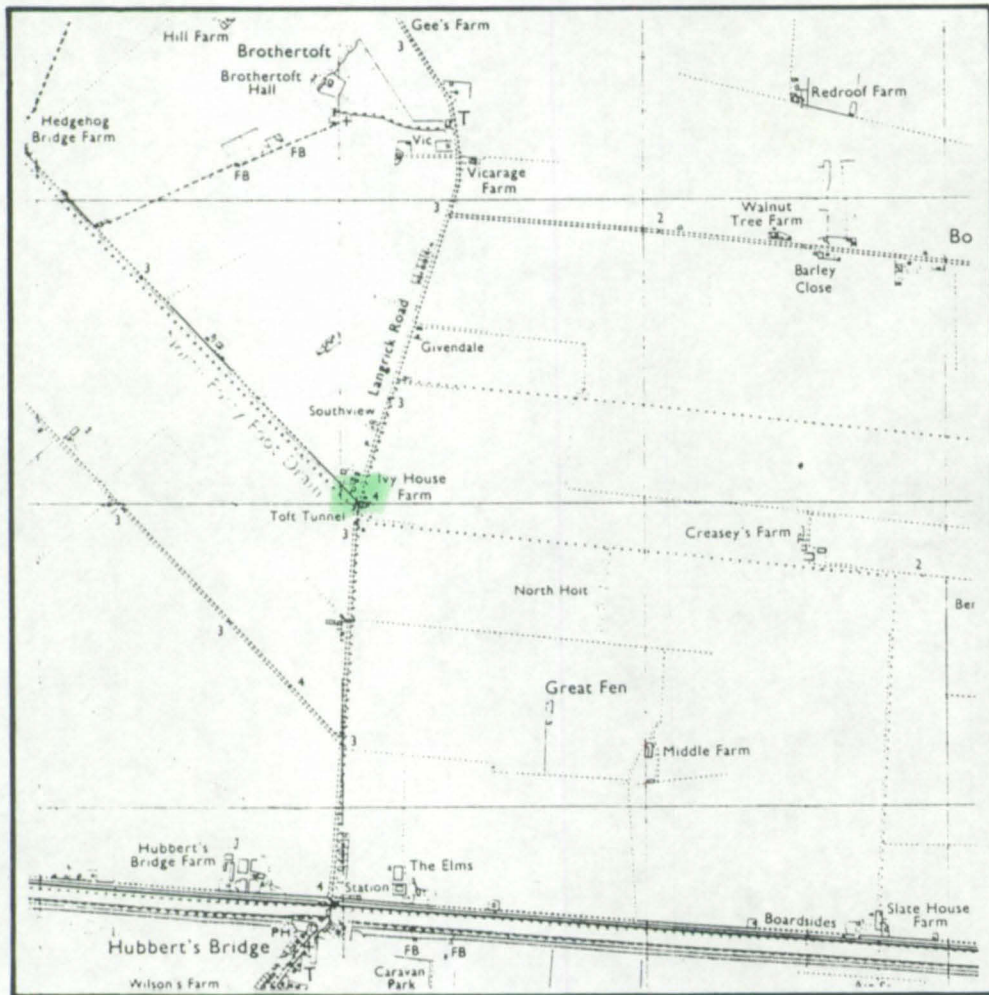 Hill Farm
Gee's Farm
3
Brothertoft
Brothertoft
Hall
Redroof Farm
T
Hedgehog
Bridge Farm
FB
FB
Vic
Vicarage
Farm
3
2
Walnut
Tree Farm
Bo
Barley
Close
3
Langrick Road
Givendale
Southview
3
Ivy House
Farm
4
Toft Tunnel
3
3
Creasey's Farm
2
North Hoit
Ber
3
4
Great Fen
3
Middle Farm
Hubbert's
Bridge Farm
The Elms
4
Station
Boardsides
Slate House
Farm
PH
Hubbert's Bridge
FB
FB
T
Caravan
Park
Wilson's Farm